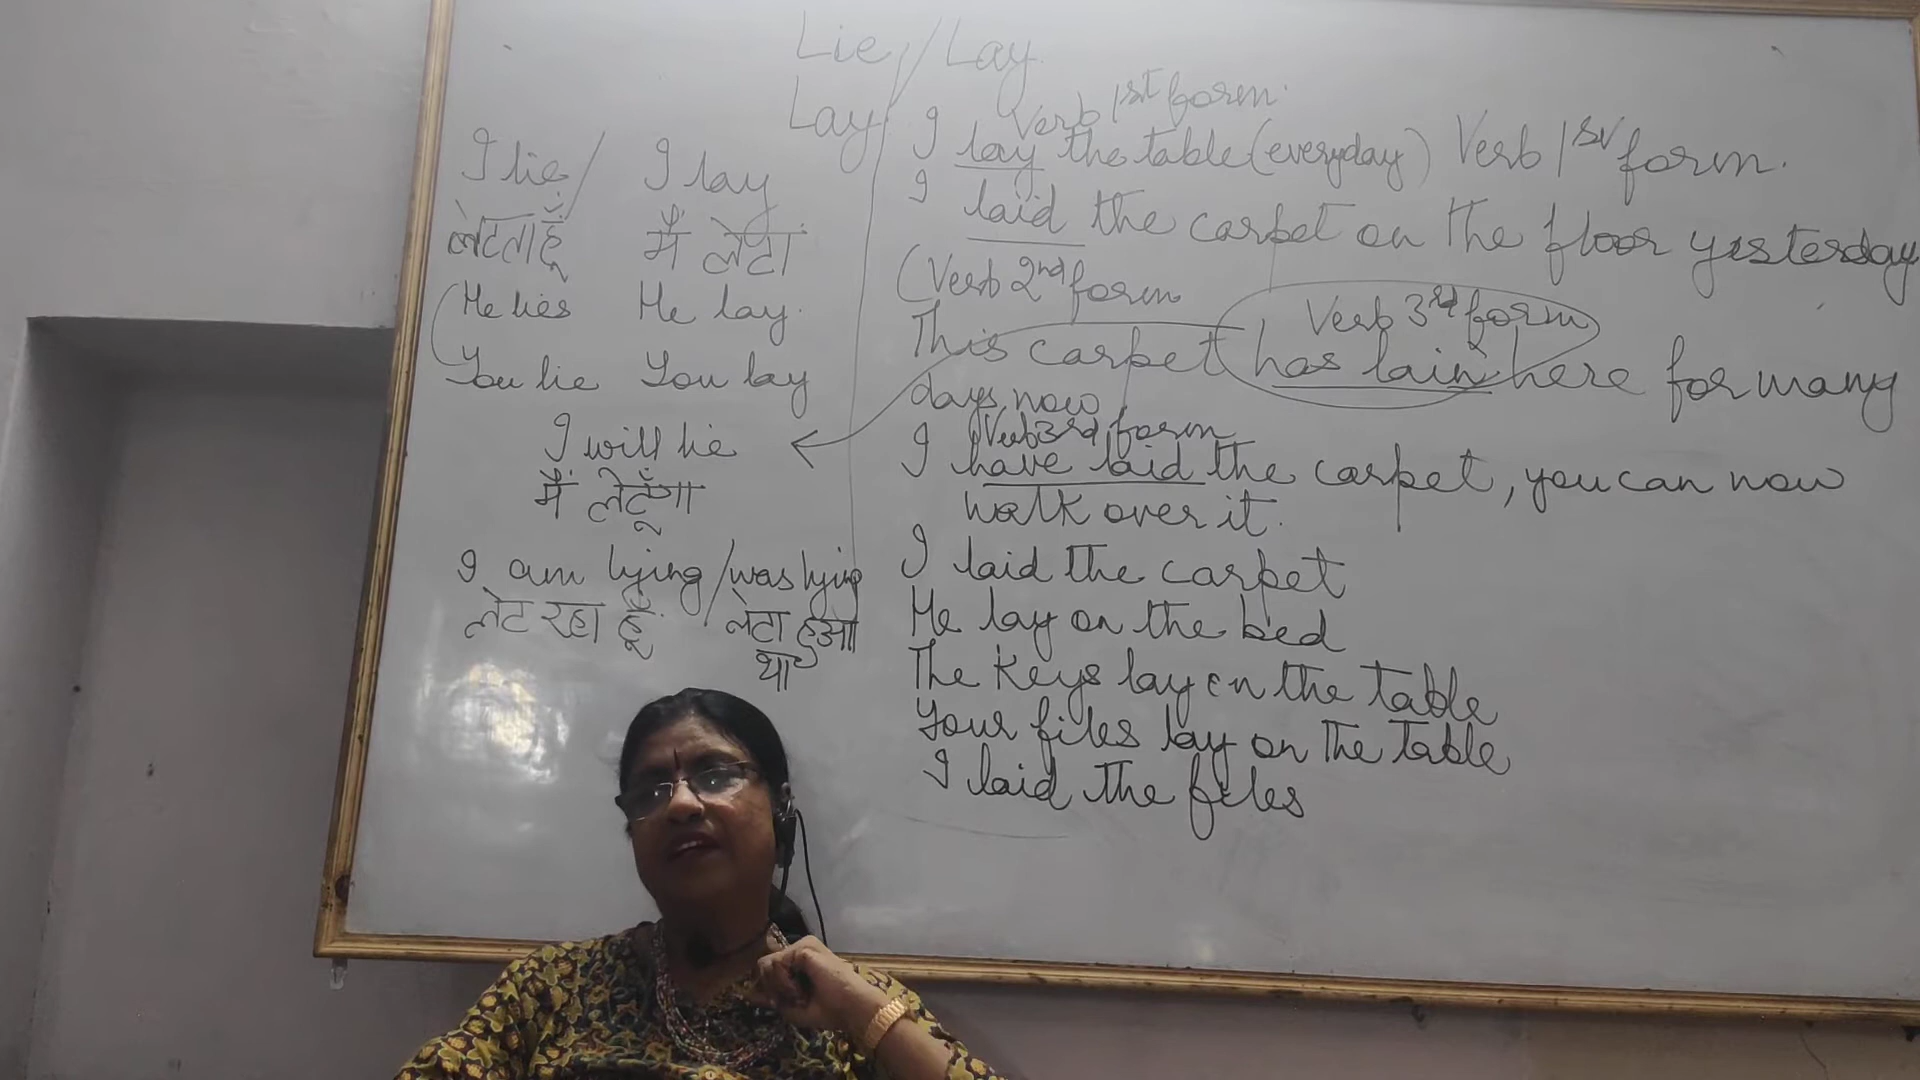 Lie / Lay
Lay
I lie / I lay
लेटता हूँ मैं लेटा
He lies He lay.
You lie You lay
I will lie
मैं लेटूँगा
I am lying / was lying
लेट रहा हूँ लेटा हुआ
था
Verb 1st form.
I lay the table (everyday) Verb 1st form.
I laid the carpet on the floor yesterday
(Verb 2nd form
Verb 3rd form
This carpet has lain here for many
days now
Verb 3rd form
I have laid the carpet, you can now
walk over it.
I laid the carpet
He lay on the bed
The Keys lay on the table
Your files lay on the table
I laid the files